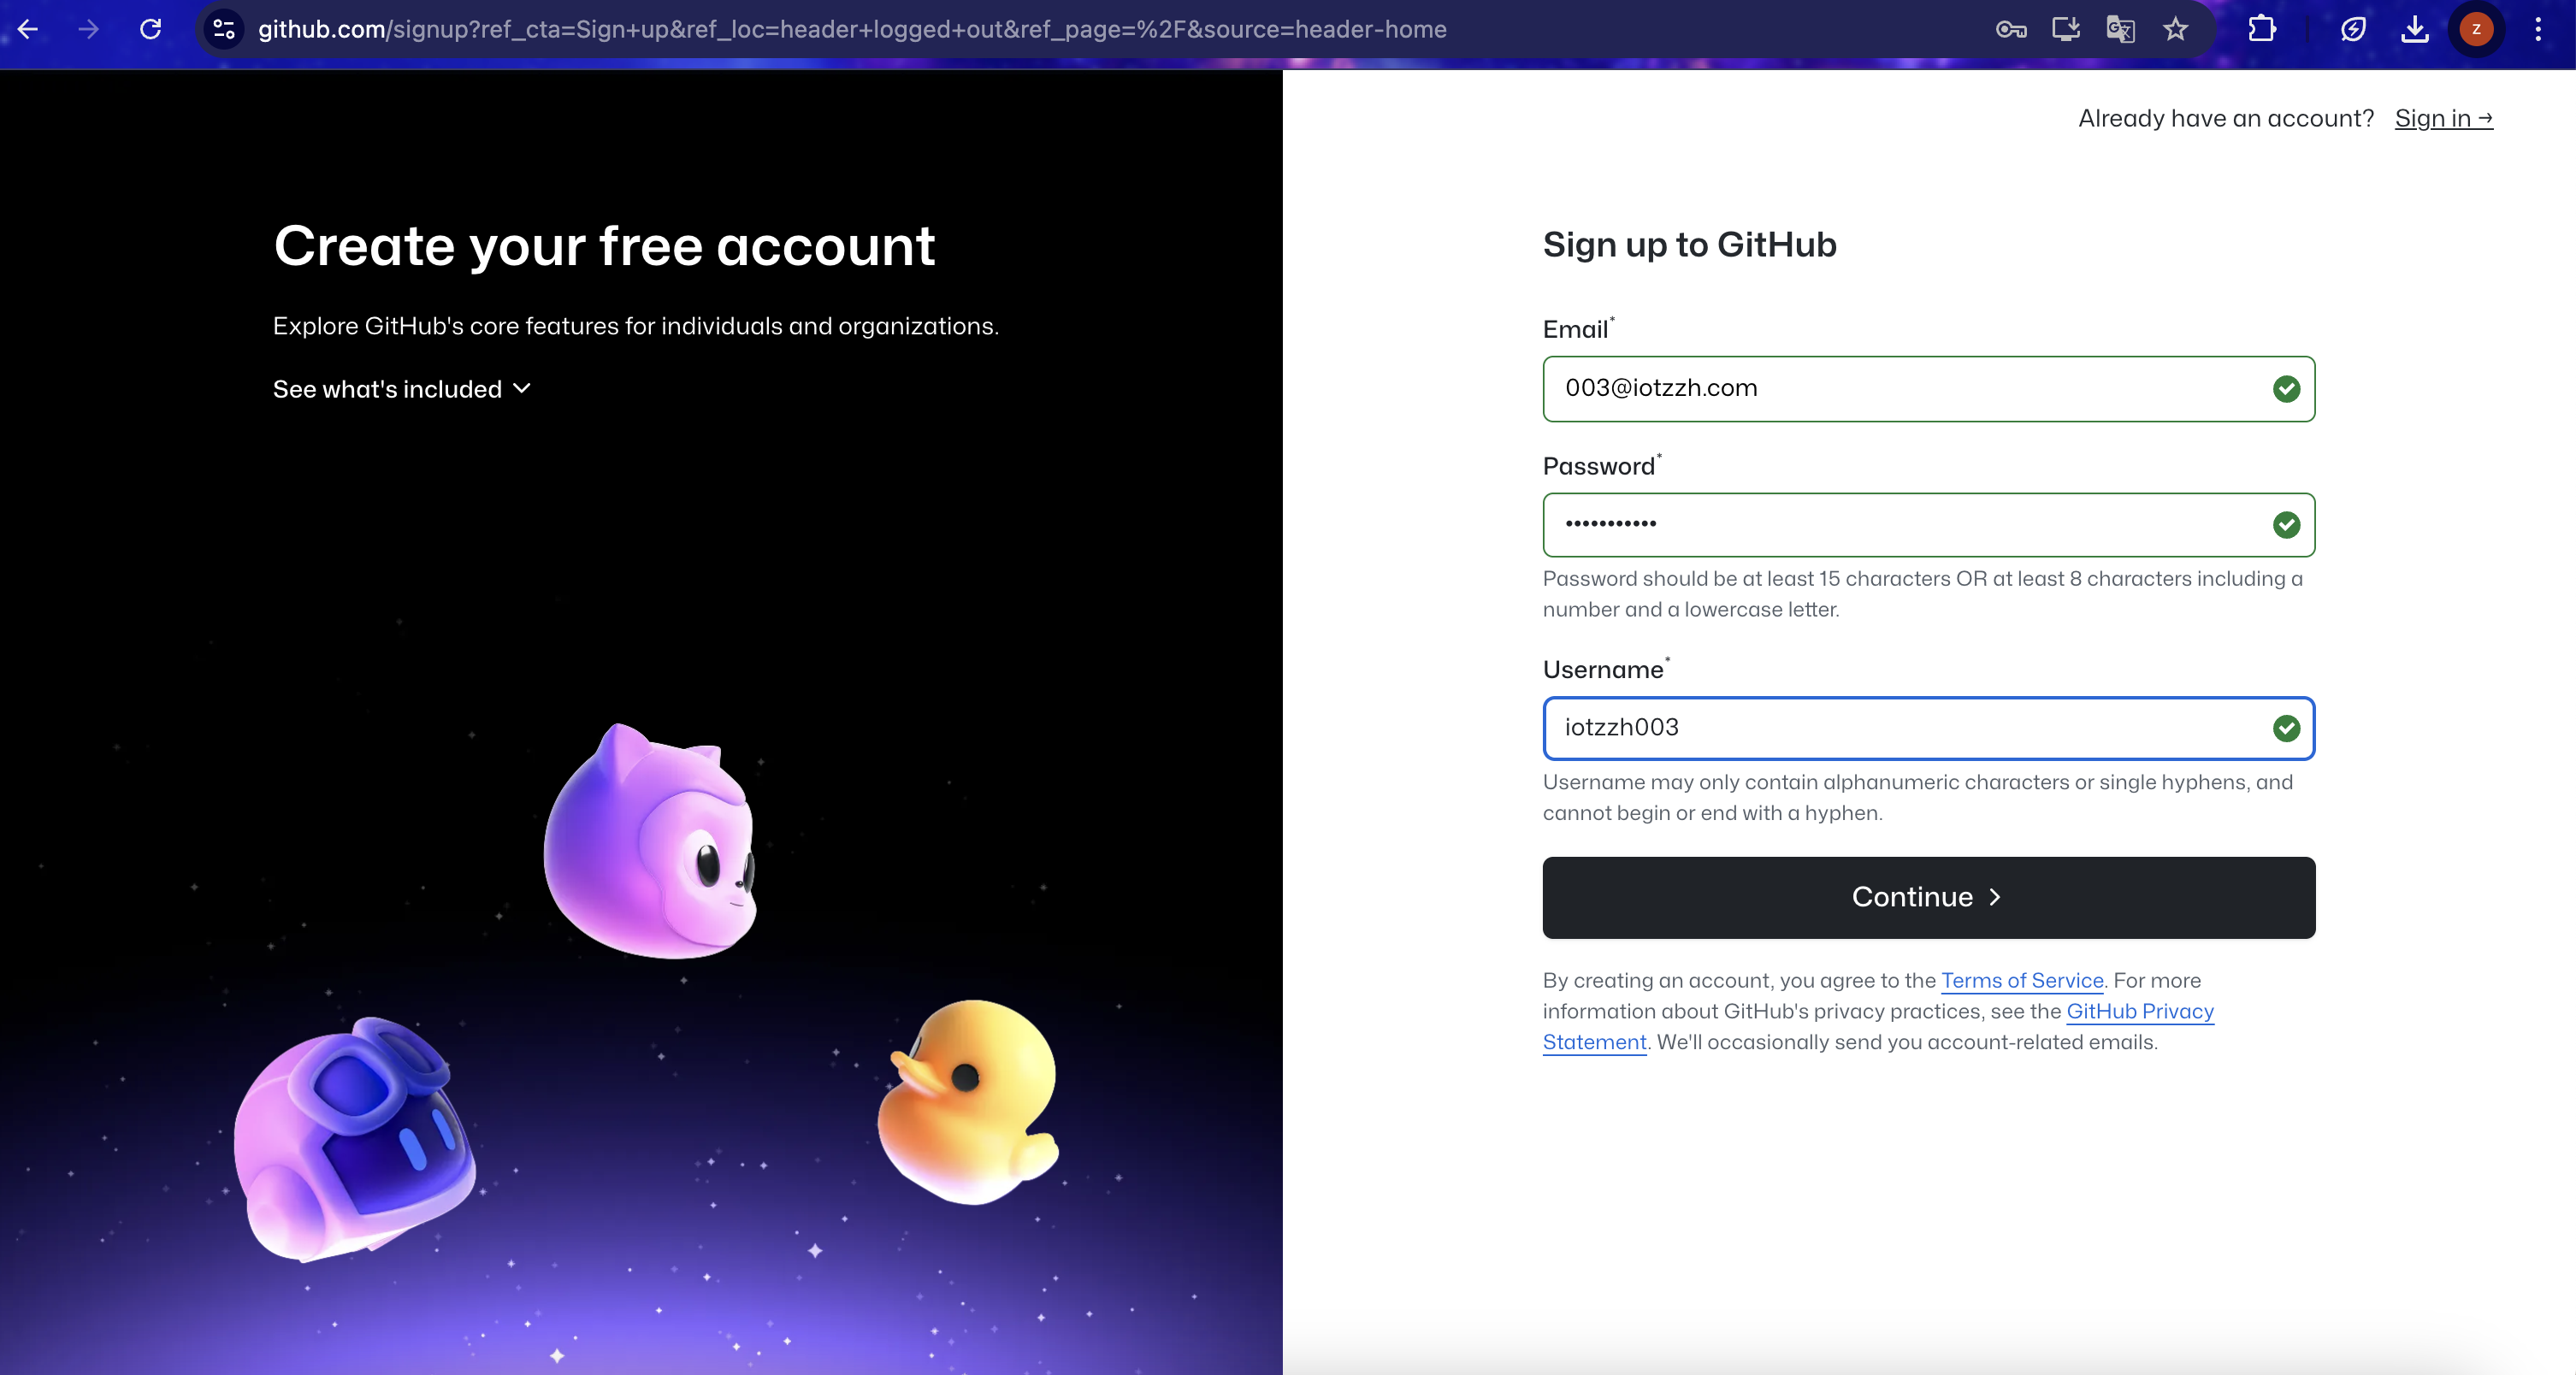 github.com/signup?ref_cta=Sign+up&ref_loc=header+logged+out&ref_page=%2F&source=header-home
Z
Already have an account? Sign in →
Create your free account
Explore GitHub's core features for individuals and organizations.
See what's included
Sign up to GitHub
Email*
003@iotzzh.com
Password*
•••••••••••
Password should be at least 15 characters OR at least 8 characters including a
number and a lowercase letter.
Username*
iotzzh003
Username may only contain alphanumeric characters or single hyphens, and
cannot begin or end with a hyphen.
Continue
By creating an account, you agree to the Terms of Service. For more
information about GitHub's privacy practices, see the GitHub Privacy
Statement. We'll occasionally send you account-related emails.